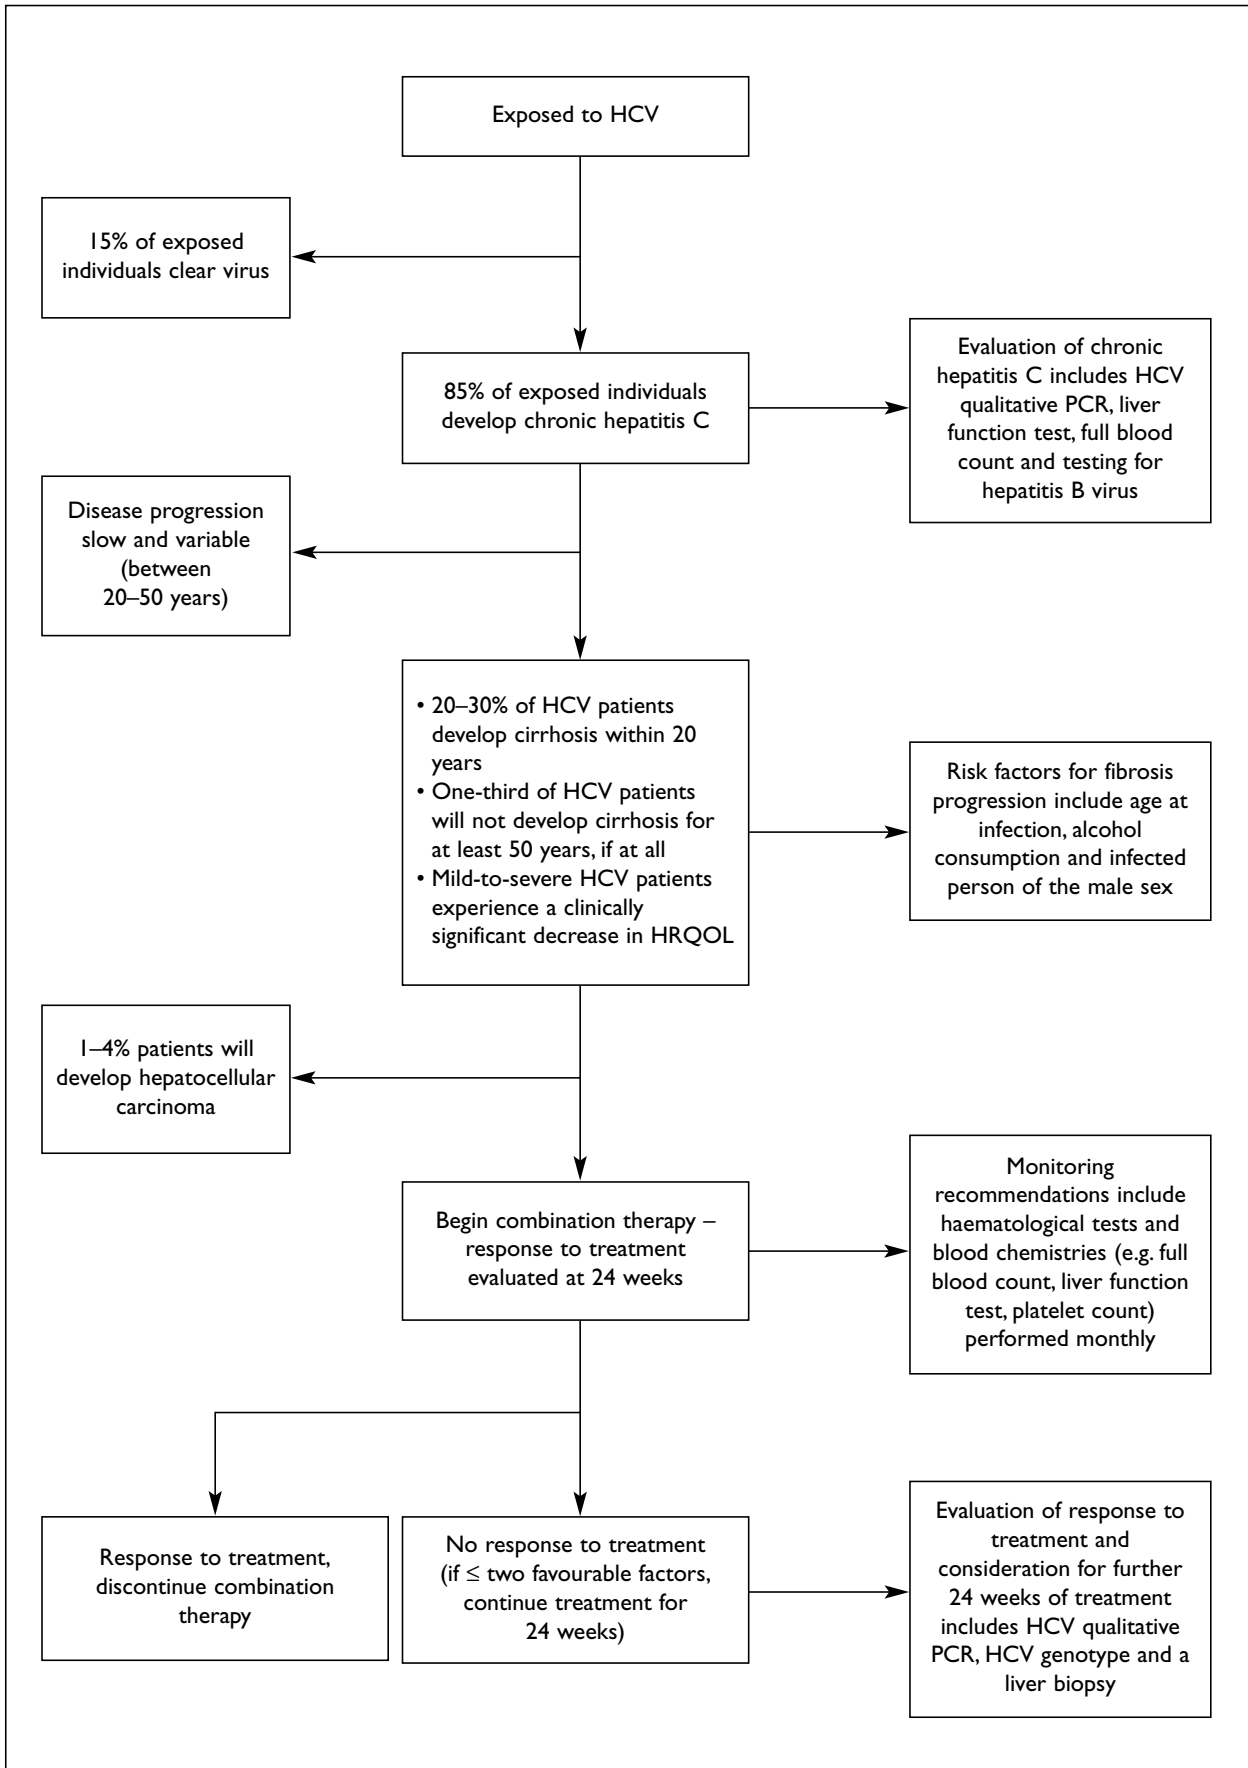 Exposed to HCV
15% of exposed
individuals clear virus
85% of exposed individuals
develop chronic hepatitis C
Evaluation of chronic
hepatitis C includes HCV
qualitative PCR, liver
function test, full blood
count and testing for
hepatitis B virus
Disease progression
slow and variable
(between
20–50 years)
• 20–30% of HCV patients
develop cirrhosis within 20
years
• One-third of HCV patients
will not develop cirrhosis for
at least 50 years, if at all
• Mild-to-severe HCV patients
experience a clinically
significant decrease in HRQOL
Risk factors for fibrosis
progression include age at
infection, alcohol
consumption and infected
person of the male sex
1–4% patients will
develop hepatocellular
carcinoma
Begin combination therapy –
response to treatment
evaluated at 24 weeks
Monitoring
recommendations include
haematological tests and
blood chemistries (e.g. full
blood count, liver function
test, platelet count)
performed monthly
Response to treatment,
discontinue combination
therapy
No response to treatment
(if ≤ two favourable factors,
continue treatment for
24 weeks)
Evaluation of response to
treatment and
consideration for further
24 weeks of treatment
includes HCV qualitative
PCR, HCV genotype and a
liver biopsy